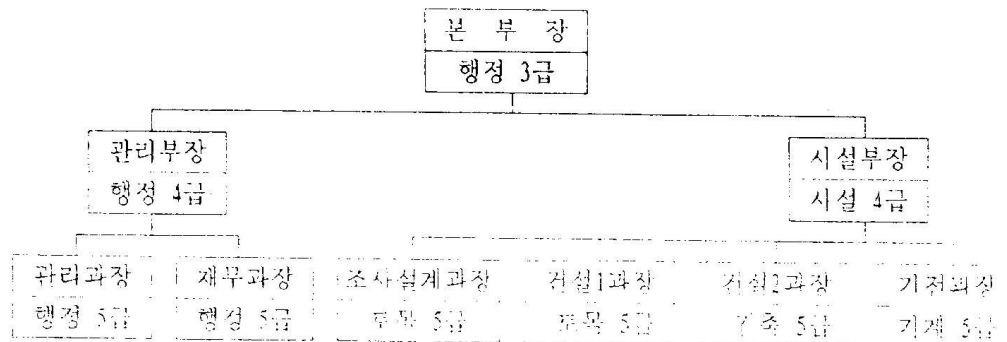 본 부 장
행정 3급
관리부장
행정 4급
시설부장
시설 4급
관리과장 재무과장 조사설계과장 건설1과장 건설2과장 기전과장
행정 5급 행정 5급 토목 5급 토목 5급 건축 5급 기계 5급